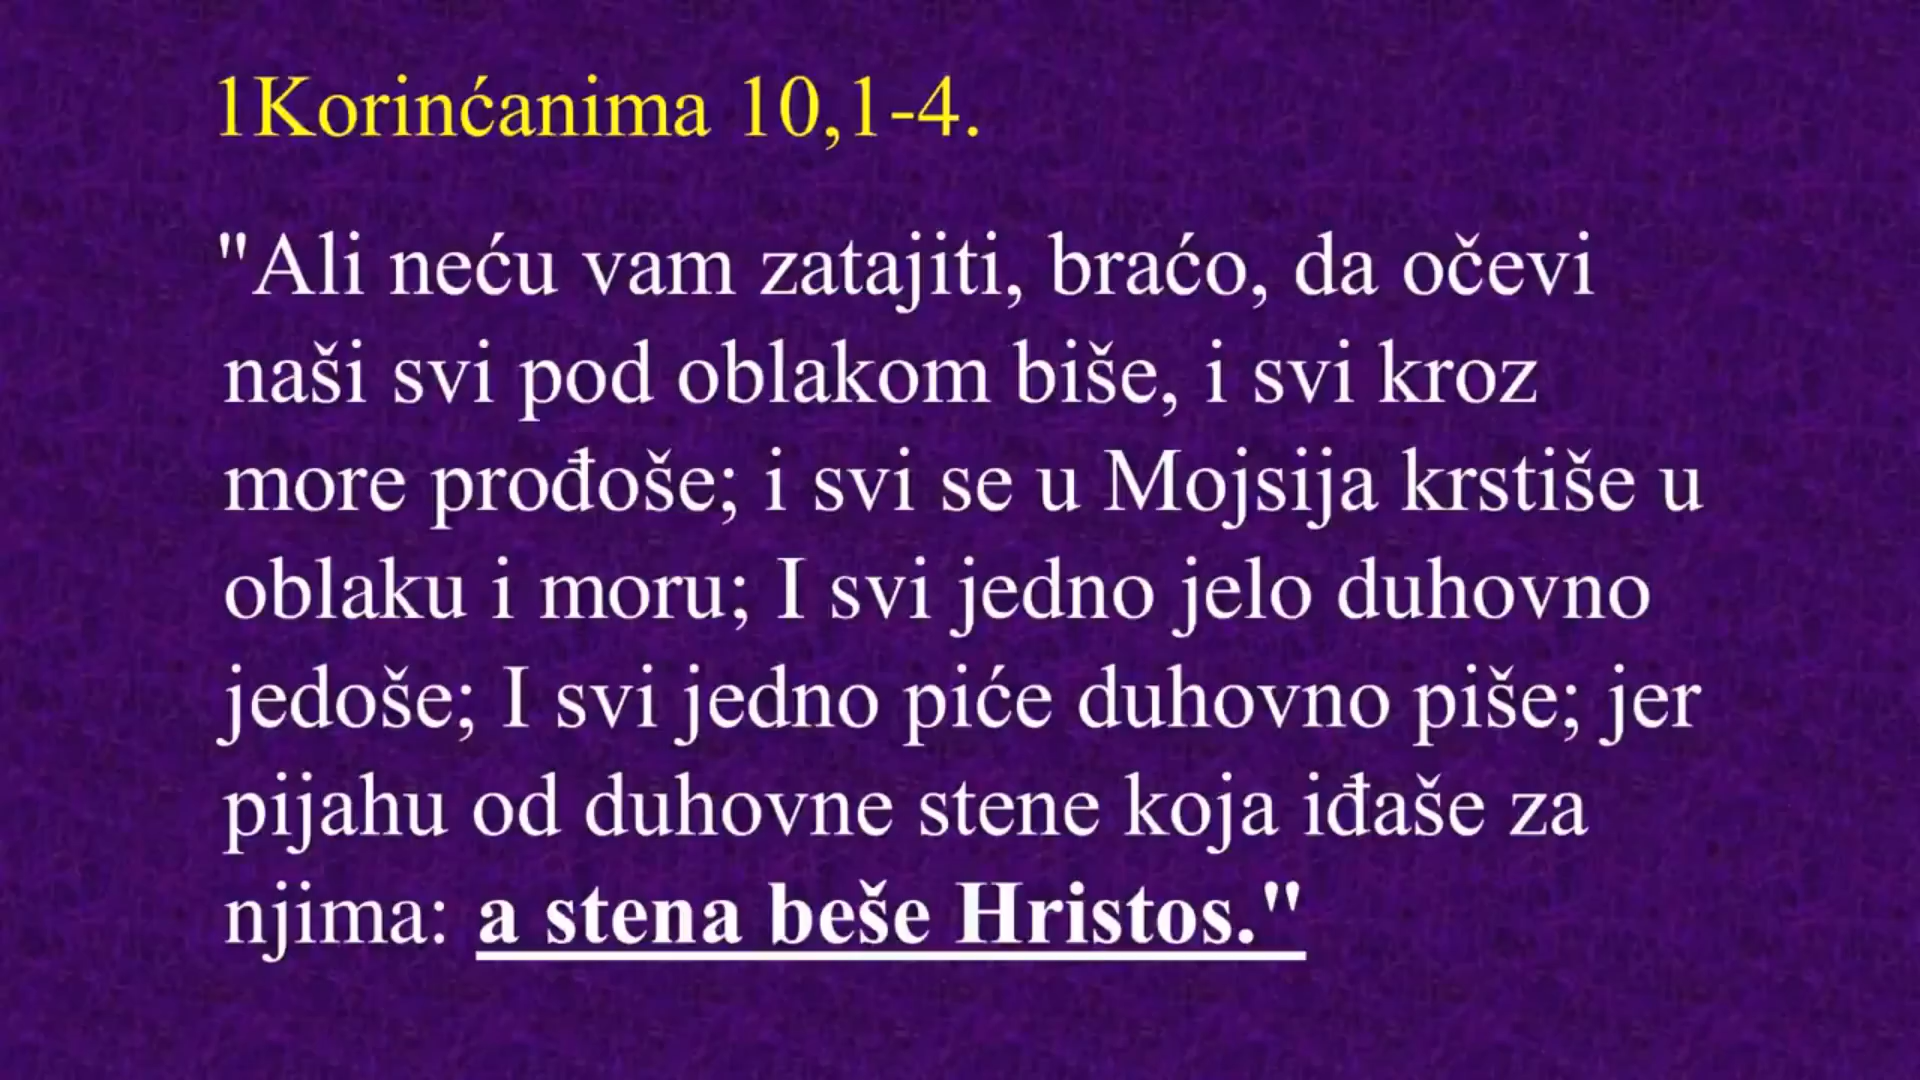 1Korinćanima 10,1-4.
"Ali neću vam zatajiti, braćo, da očevi
naši svi pod oblakom biše, i svi kroz
more prođoše; i svi se u Mojsija krstiše u
oblaku i moru; I svi jedno jelo duhovno
jedoše; I svi jedno piće duhovno piše; jer
pijahu od duhovne stene koja iđaše za
njima: a stena beše Hristos."